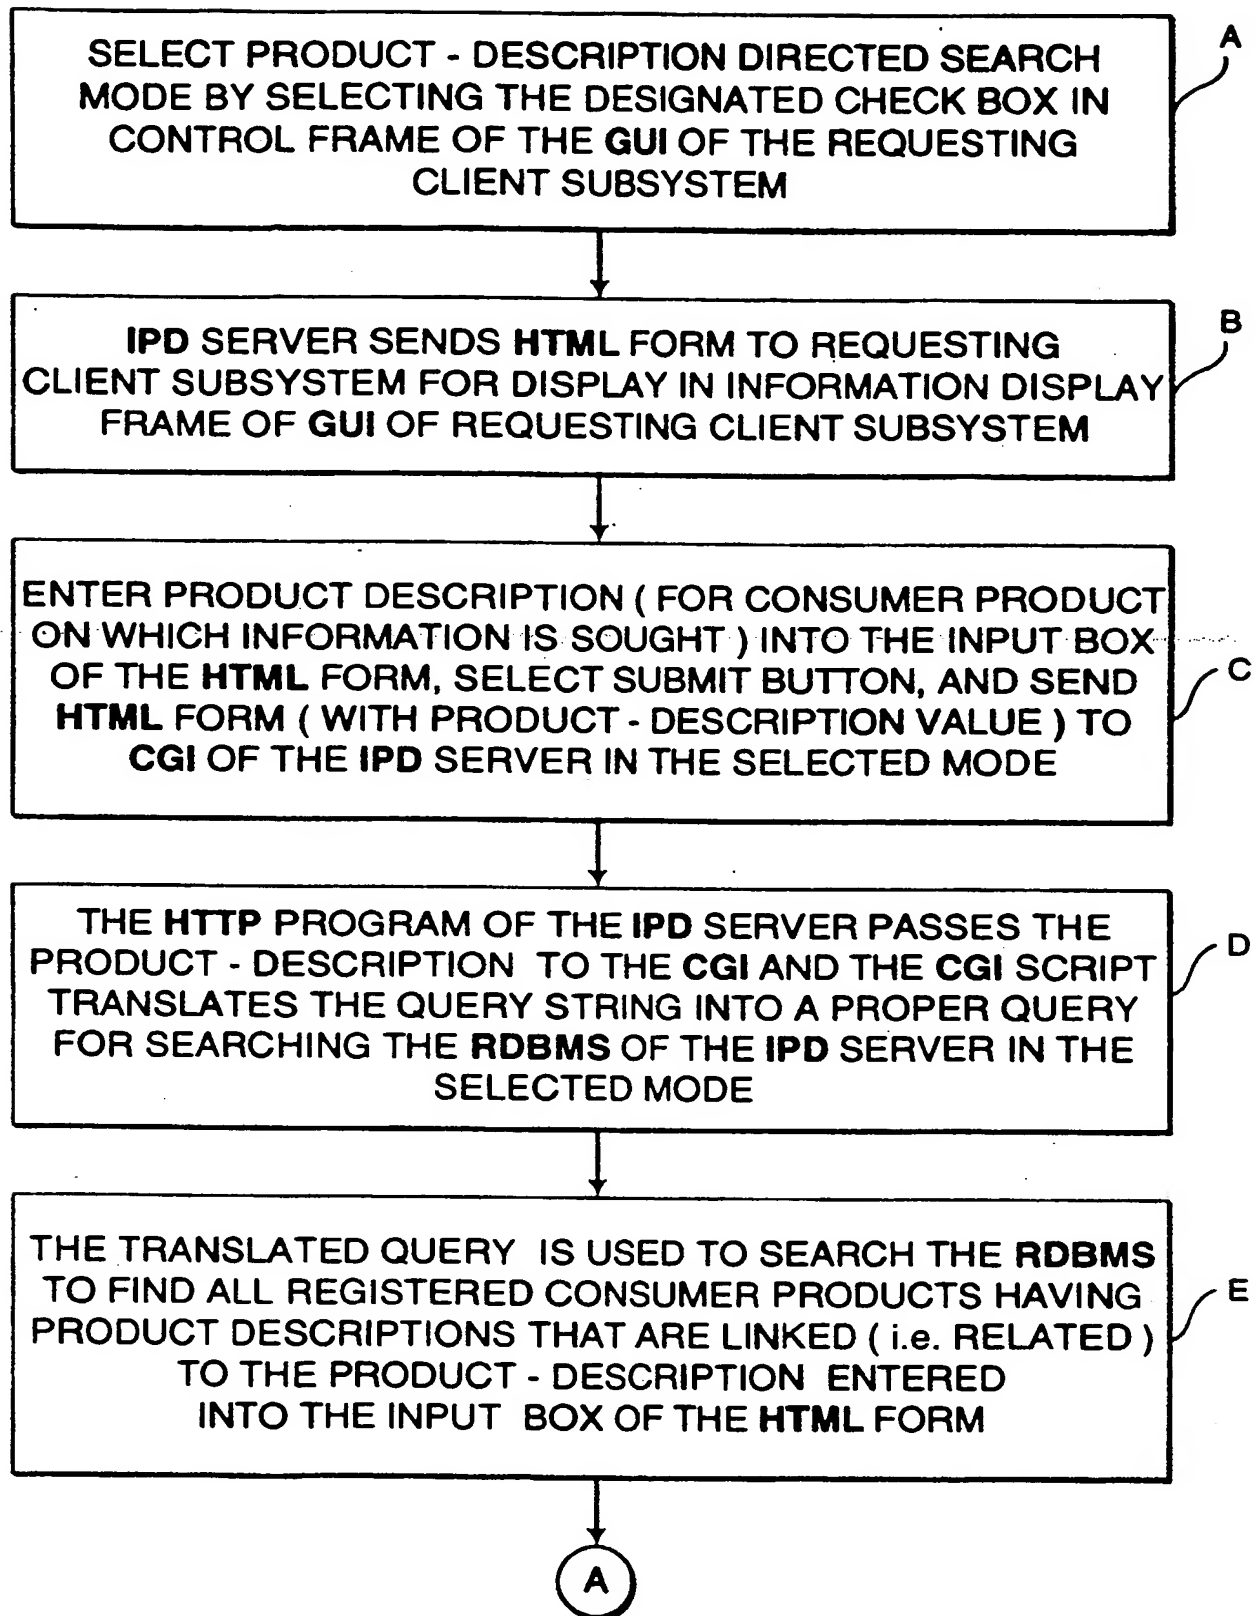 SELECT PRODUCT - DESCRIPTION DIRECTED SEARCH
MODE BY SELECTING THE DESIGNATED CHECK BOX IN
CONTROL FRAME OF THE GUI OF THE REQUESTING
CLIENT SUBSYSTEM
A
IPD SERVER SENDS HTML FORM TO REQUESTING
CLIENT SUBSYSTEM FOR DISPLAY IN INFORMATION DISPLAY
FRAME OF GUI OF REQUESTING CLIENT SUBSYSTEM
B
ENTER PRODUCT DESCRIPTION ( FOR CONSUMER PRODUCT
ON WHICH INFORMATION IS SOUGHT ) INTO THE INPUT BOX
OF THE HTML FORM, SELECT SUBMIT BUTTON, AND SEND
HTML FORM ( WITH PRODUCT - DESCRIPTION VALUE ) TO
CGI OF THE IPD SERVER IN THE SELECTED MODE
C
THE HTTP PROGRAM OF THE IPD SERVER PASSES THE
PRODUCT - DESCRIPTION TO THE CGI AND THE CGI SCRIPT
TRANSLATES THE QUERY STRING INTO A PROPER QUERY
FOR SEARCHING THE RDBMS OF THE IPD SERVER IN THE
SELECTED MODE
D
THE TRANSLATED QUERY IS USED TO SEARCH THE RDBMS
TO FIND ALL REGISTERED CONSUMER PRODUCTS HAVING
PRODUCT DESCRIPTIONS THAT ARE LINKED ( i.e. RELATED )
TO THE PRODUCT - DESCRIPTION ENTERED
INTO THE INPUT BOX OF THE HTML FORM
E
A